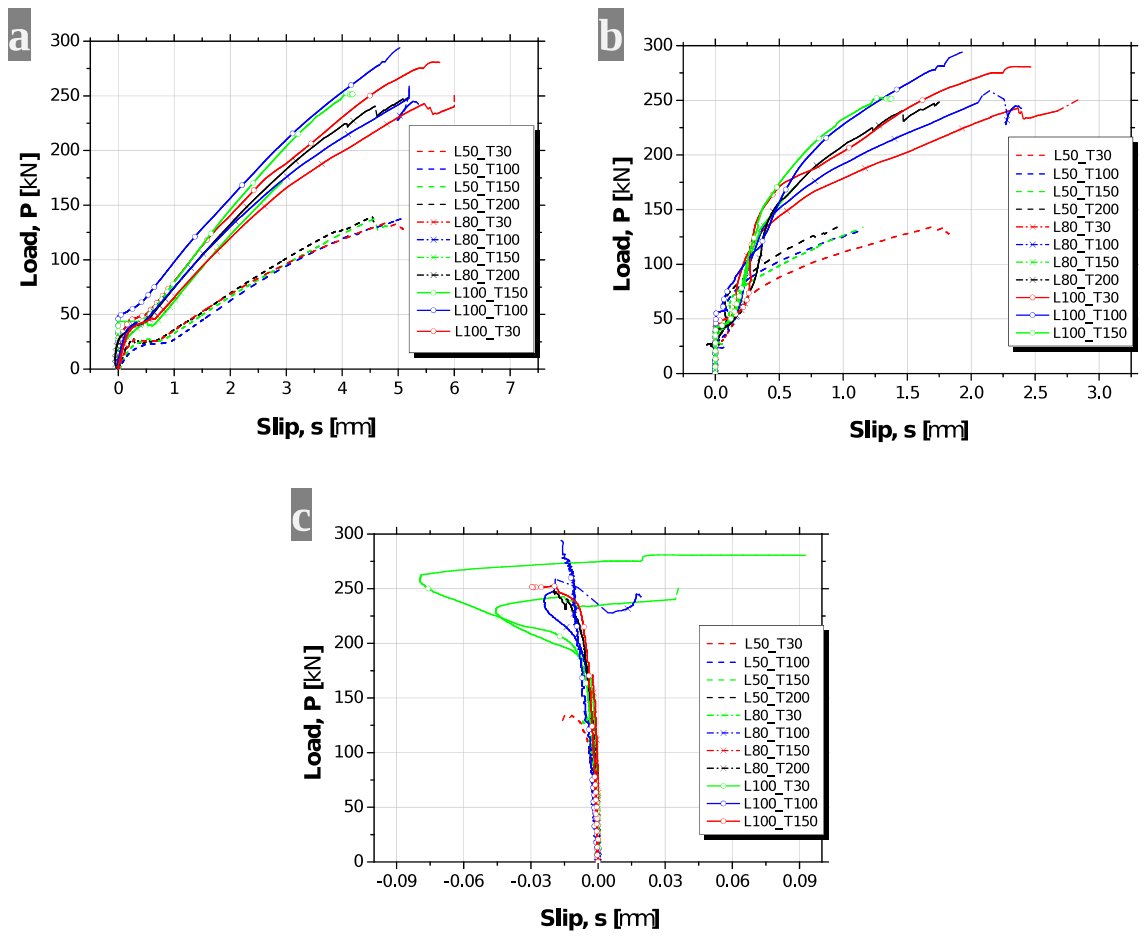 a
300
250
200
150
100
50
0
Load, P [kN]
0 1 2 3 4 5 6 7
Slip, s [mm]
L50_T30
L50_T100
L50_T150
L50_T200
L80_T30
L80_T100
L80_T150
L80_T200
L100_T150
L100_T100
L100_T30
b
300
250
200
150
100
50
0
Load, P [kN]
0.0 0.5 1.0 1.5 2.0 2.5 3.0
Slip, s [mm]
L50_T30
L50_T100
L50_T150
L50_T200
L80_T30
L80_T100
L80_T150
L80_T200
L100_T30
L100_T100
L100_T150
c
300
250
200
150
100
50
0
Load, P [kN]
-0.09 -0.06 -0.03 0.00 0.03 0.06 0.09
Slip, s [mm]
L50_T30
L50_T100
L50_T150
L50_T200
L80_T30
L80_T100
L80_T150
L80_T200
L100_T30
L100_T100
L100_T150